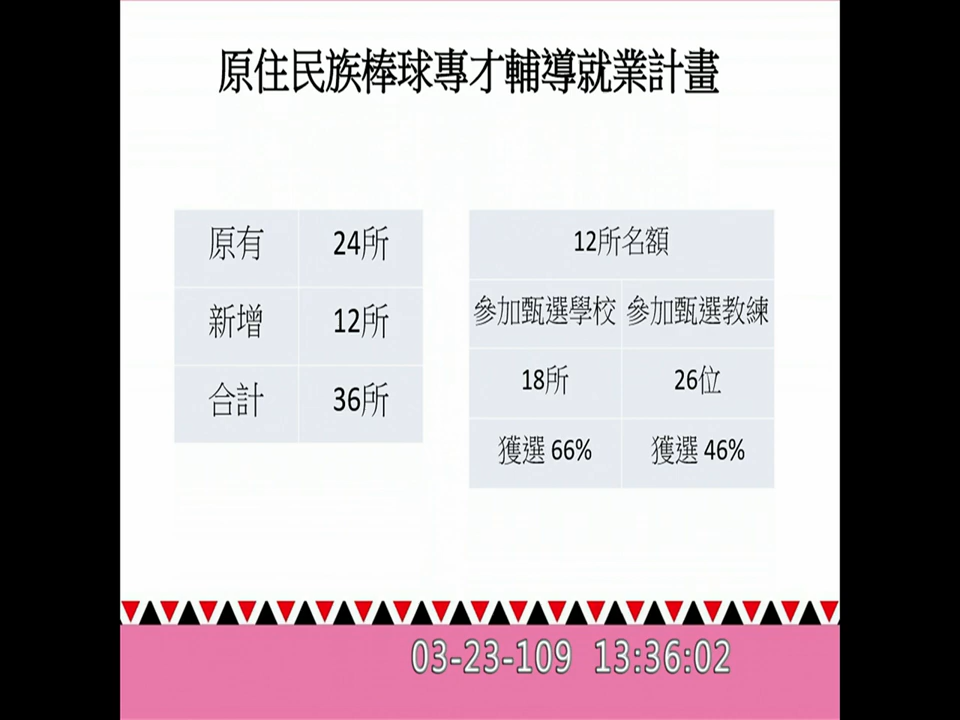 原住民族棒球專才輔導就業計畫
原有 24所
新增 12所
合計 36所
12所名額
參加甄選學校 參加甄選教練
18所 26位
獲選 66% 獲選 46%
03-23-109 13:36:02